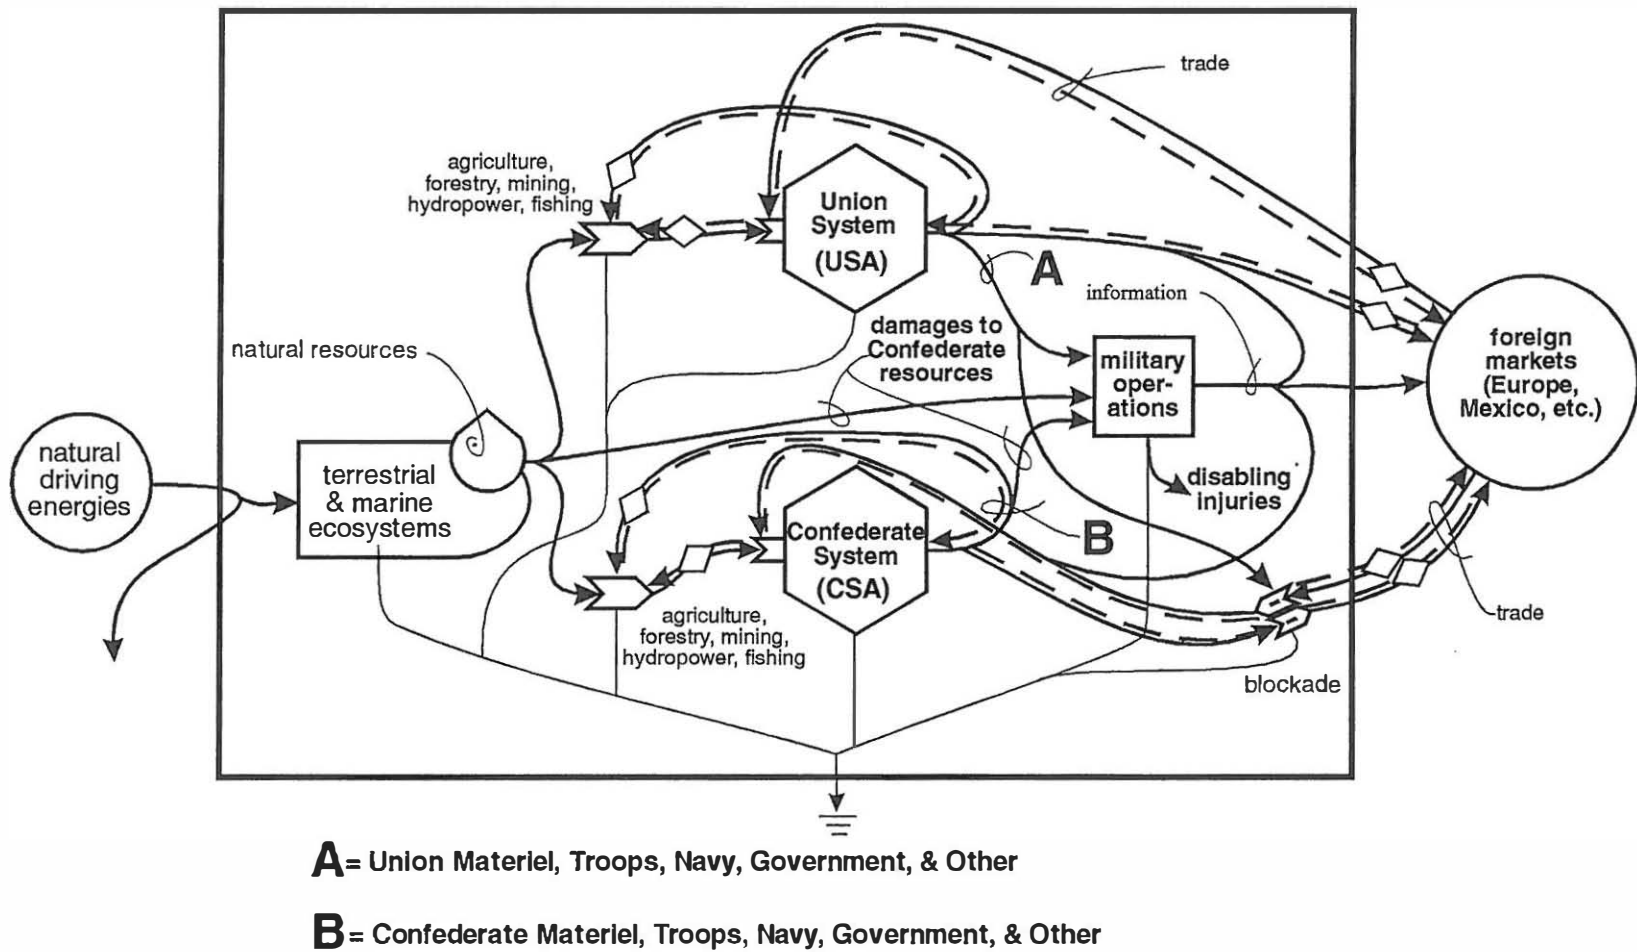 trade
agriculture,
forestry, mining,
hydropower, fishing
Union
System
(USA)
A
information
natural resources
damages to
Confederate
resources
military
oper-
ations
foreign
markets
(Europe,
Mexico, etc.)
natural
driving
energies
terrestrial
& marine
ecosystems
disabling
injuries
Confederate
System
(CSA)
B
agriculture,
forestry, mining,
hydropower, fishing
trade
blockade
A= Union Materiel, Troops, Navy, Government, & Other
B= Confederate Materiel, Troops, Navy, Government, & Other